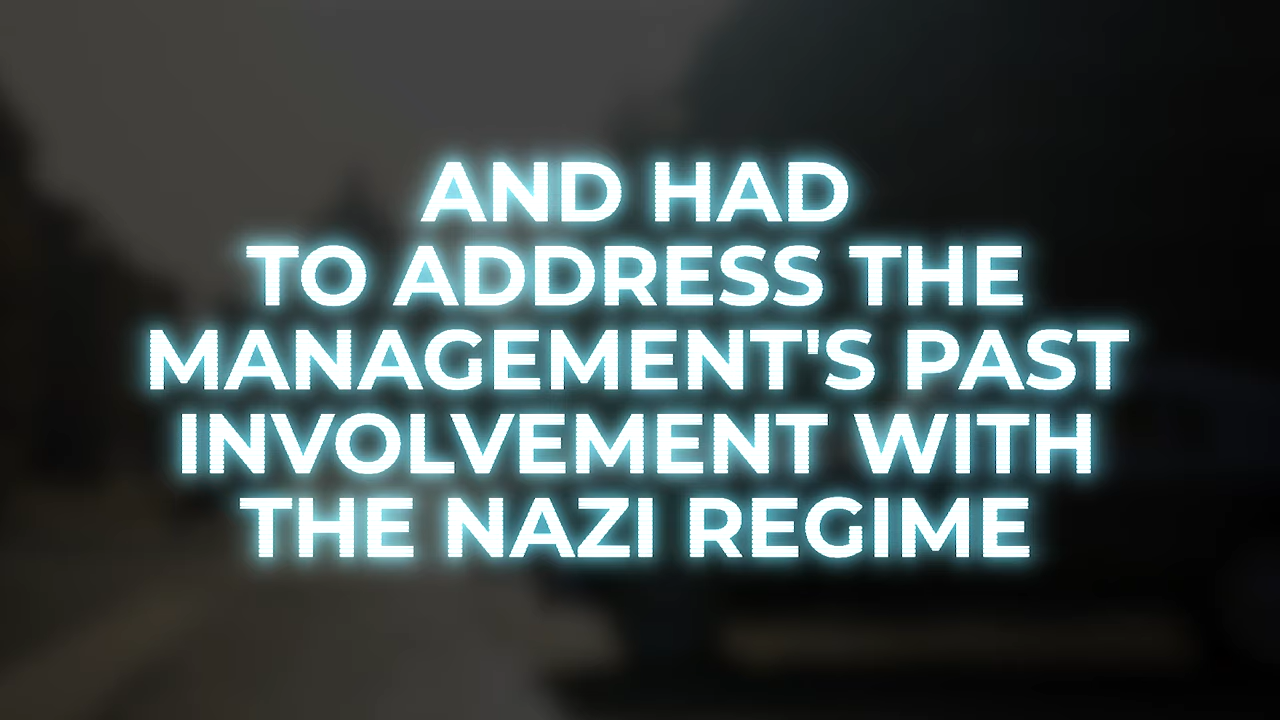 AND HAD
TO ADDRESS THE
MANAGEMENT'S PAST
INVOLVEMENT WITH
THE NAZI REGIME